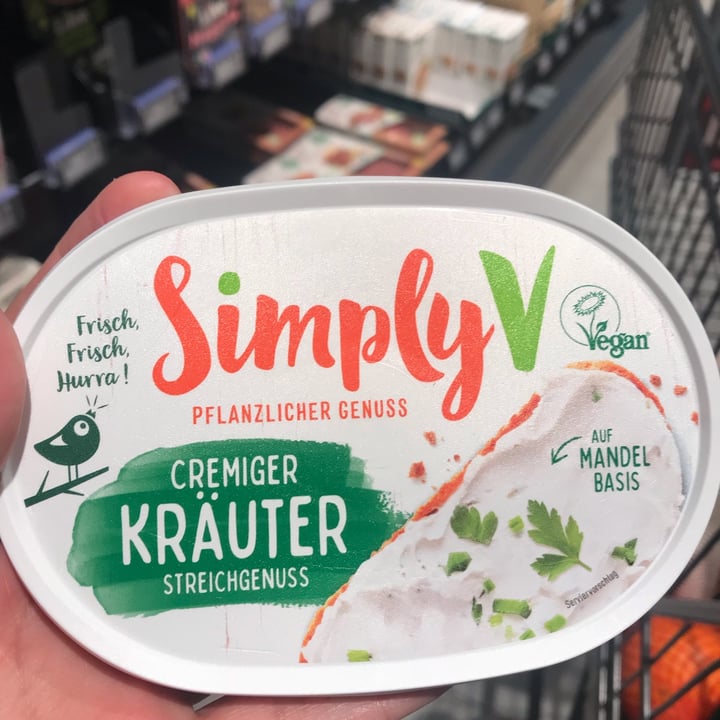 Frisch,
Frisch,
Hurra!
SimplyV
PFLANZLICHER GENUSS
Vegan
CREMIGER
KRÄUTER
STREICHGENUSS
AUF
MANDEL
BASIS
Serviervorschlag